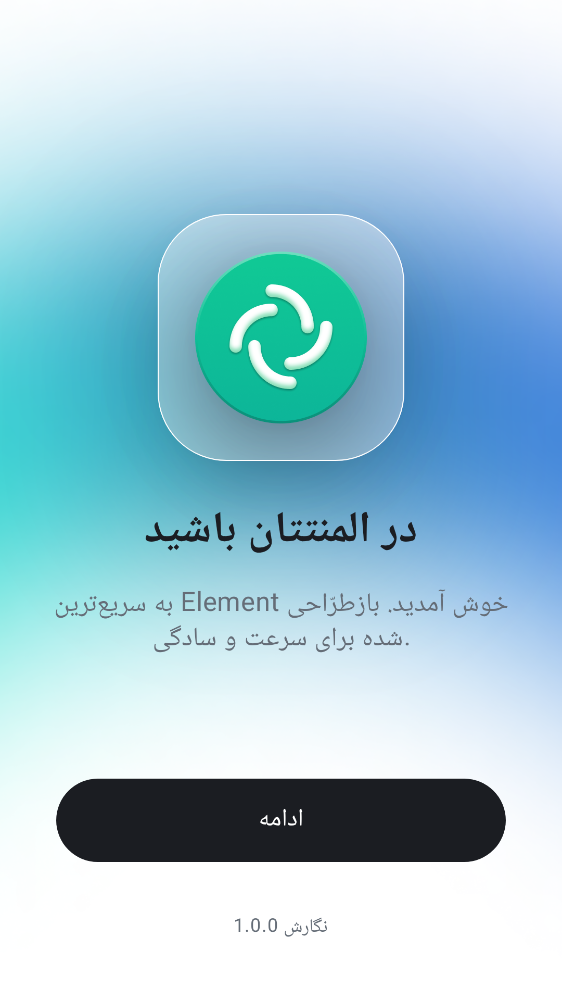 در المنتتان باشید
به سریع‌ترین Element خوش آمدید. بازطرّاحی
شده برای سرعت و سادگی.
ادامه
نگارش 1.0.0